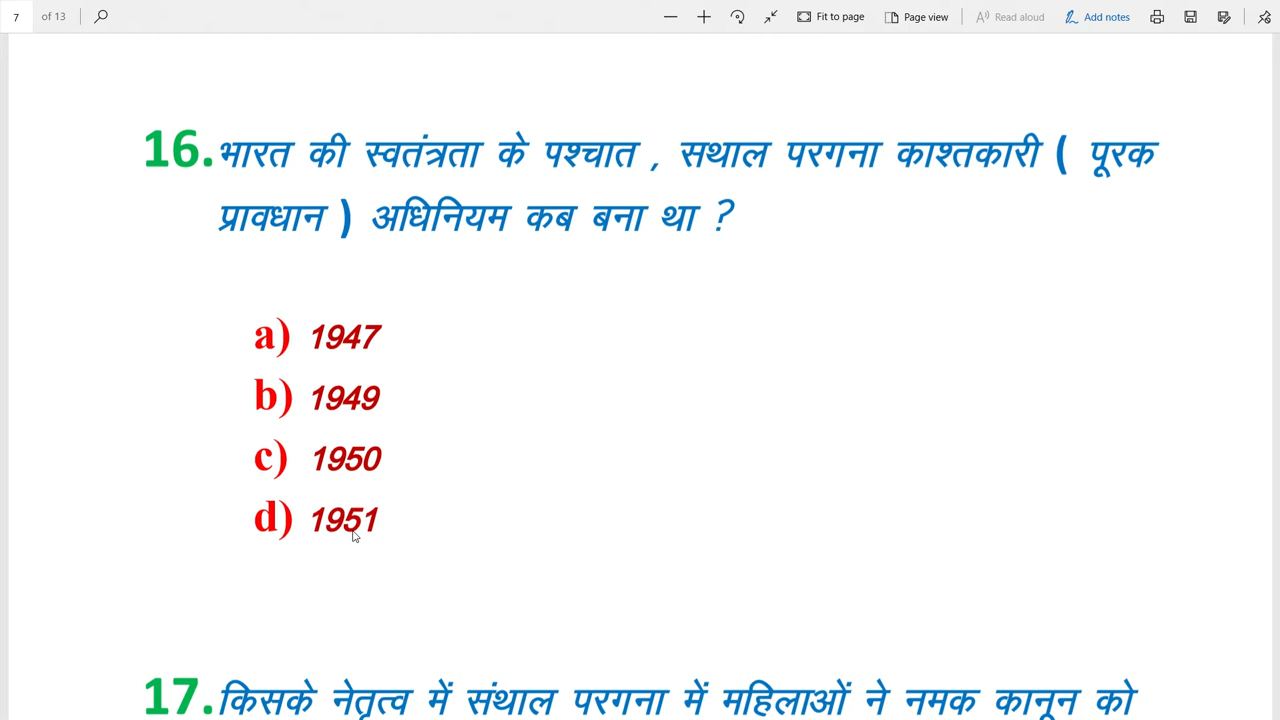 7 of 13 Fit to page Page view Read aloud Add notes
16. भारत की स्वतंत्रता के पश्चात , सथाल परगना काश्तकारी ( पूरक
प्रावधान ) अधिनियम कब बना था ?
a) 1947
b) 1949
c) 1950
d) 1951
17. किसके नेतृत्व में संथाल परगना में महिलाओं ने नमक कानून को